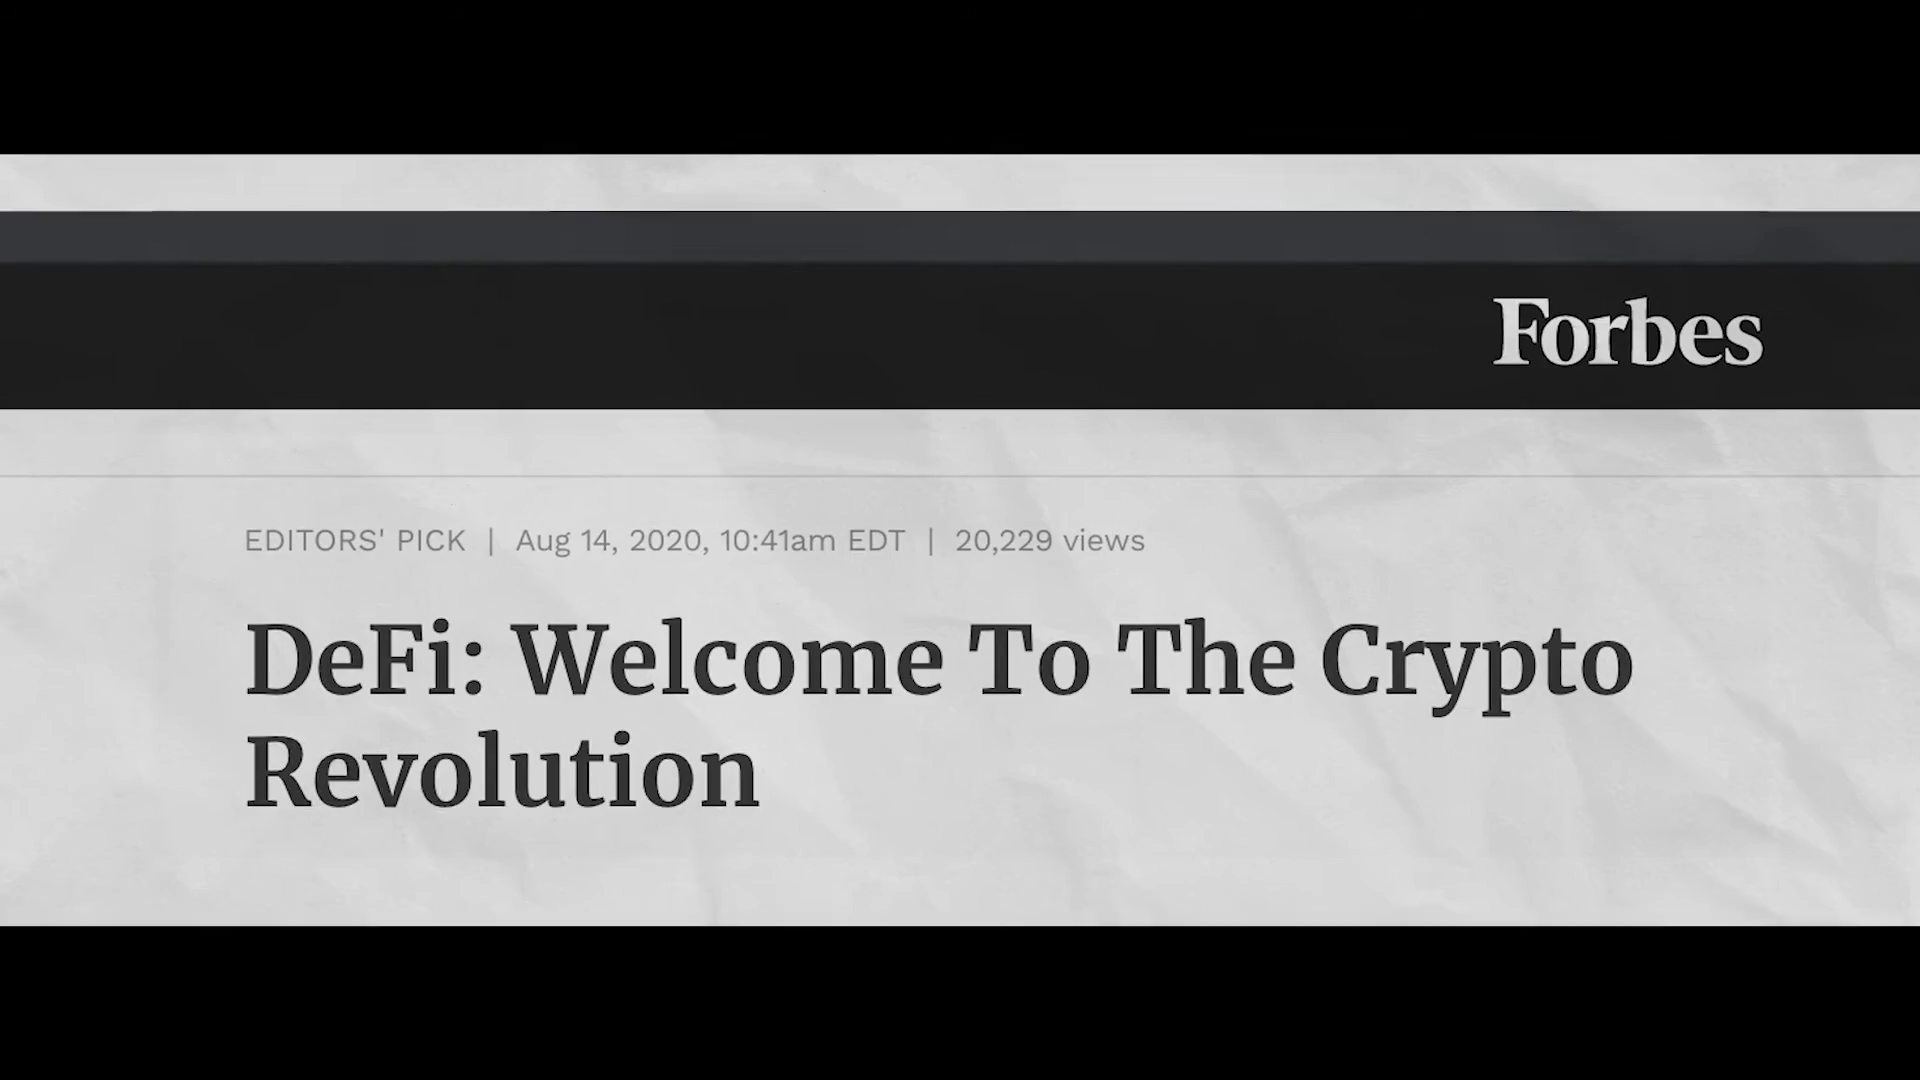 Forbes
EDITORS' PICK | Aug 14, 2020, 10:41am EDT | 20,229 views
DeFi: Welcome To The Crypto
Revolution